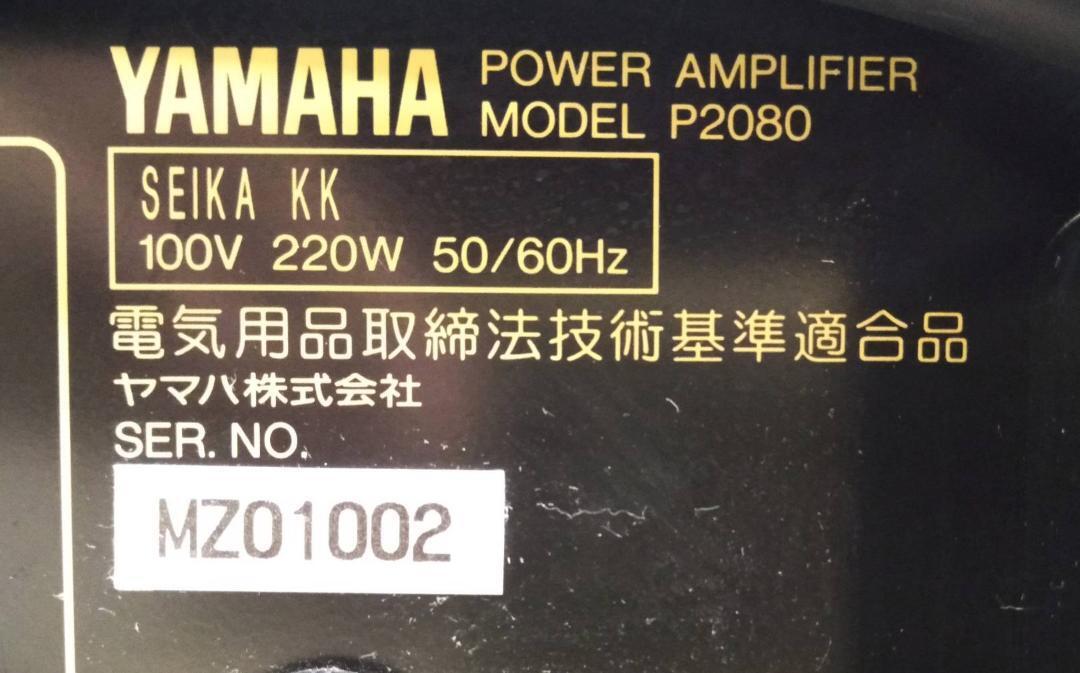 YAMAHA POWER AMPLIFIER
MODEL P2080
SEIKA KK
100V 220W 50/60Hz
電気用品取締法技術基準適合品
ヤマハ株式会社
SER. NO.
MZ01002